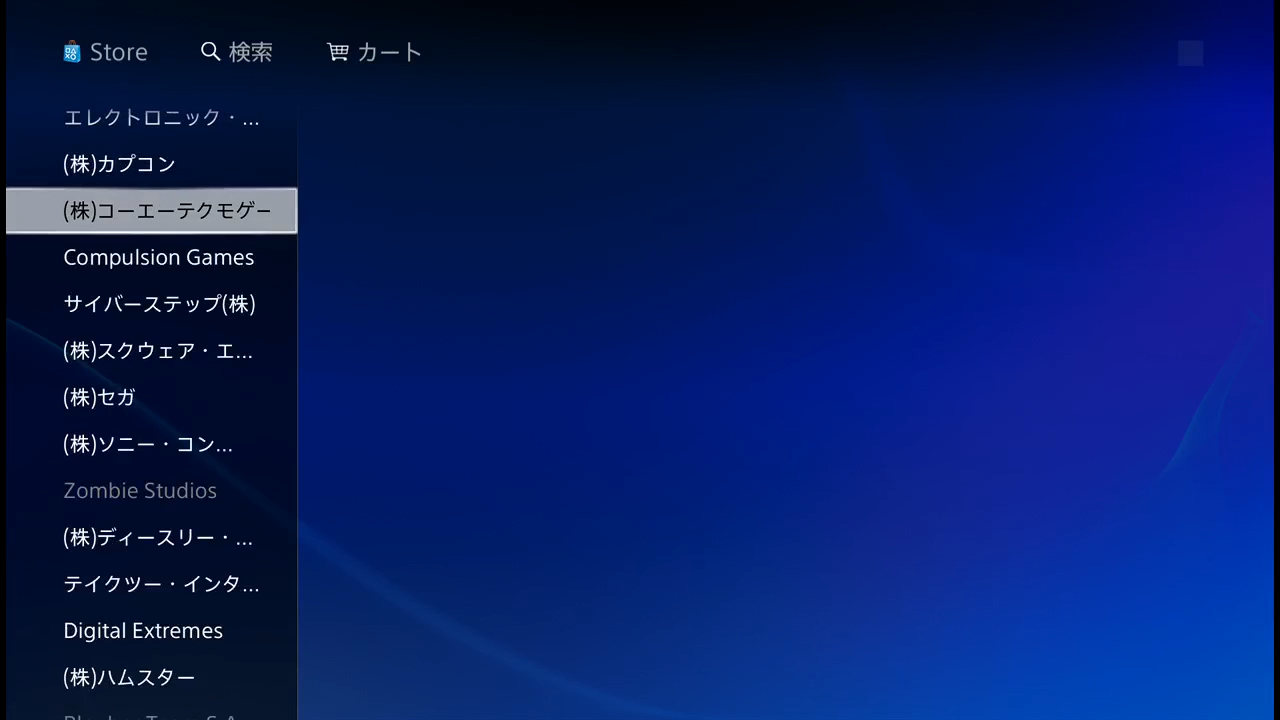 Store 検索 カート
エレクトロニック・...
(株)カプコン
(株)コーエーテクモゲー
Compulsion Games
サイバーステップ(株)
(株)スクウェア・エ...
(株)セガ
(株)ソニー・コン...
Zombie Studios
(株)ディースリー・...
テイクツー・インタ...
Digital Extremes
(株)ハムスター